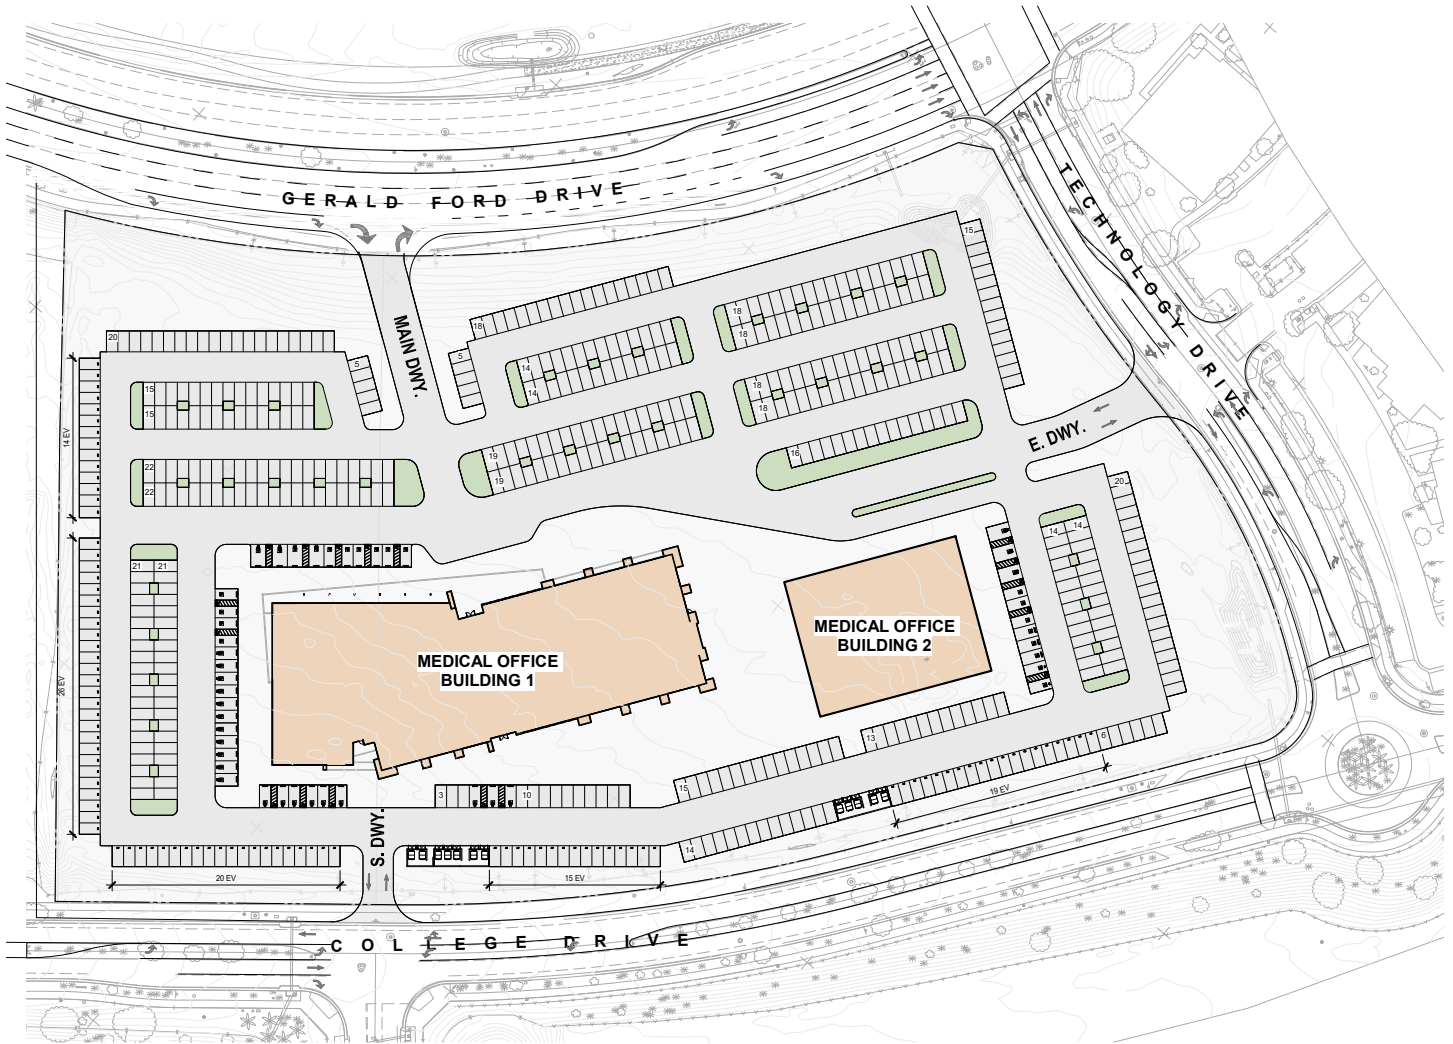 GERALD FORD DRIVE
TECHNOLOGY DRIVE
MAIN DWY.
E. DWY.
20
5
5
18
15
15
15
14
14
18
18
18
18
14 EV
22
22
19
19
16
20
14
14
21
21
26 EV
MEDICAL OFFICE
BUILDING 1
MEDICAL OFFICE
BUILDING 2
3
10
15
13
6
19 EV
14
S. DWY.
20 EV
15 EV
COLLEGE DRIVE